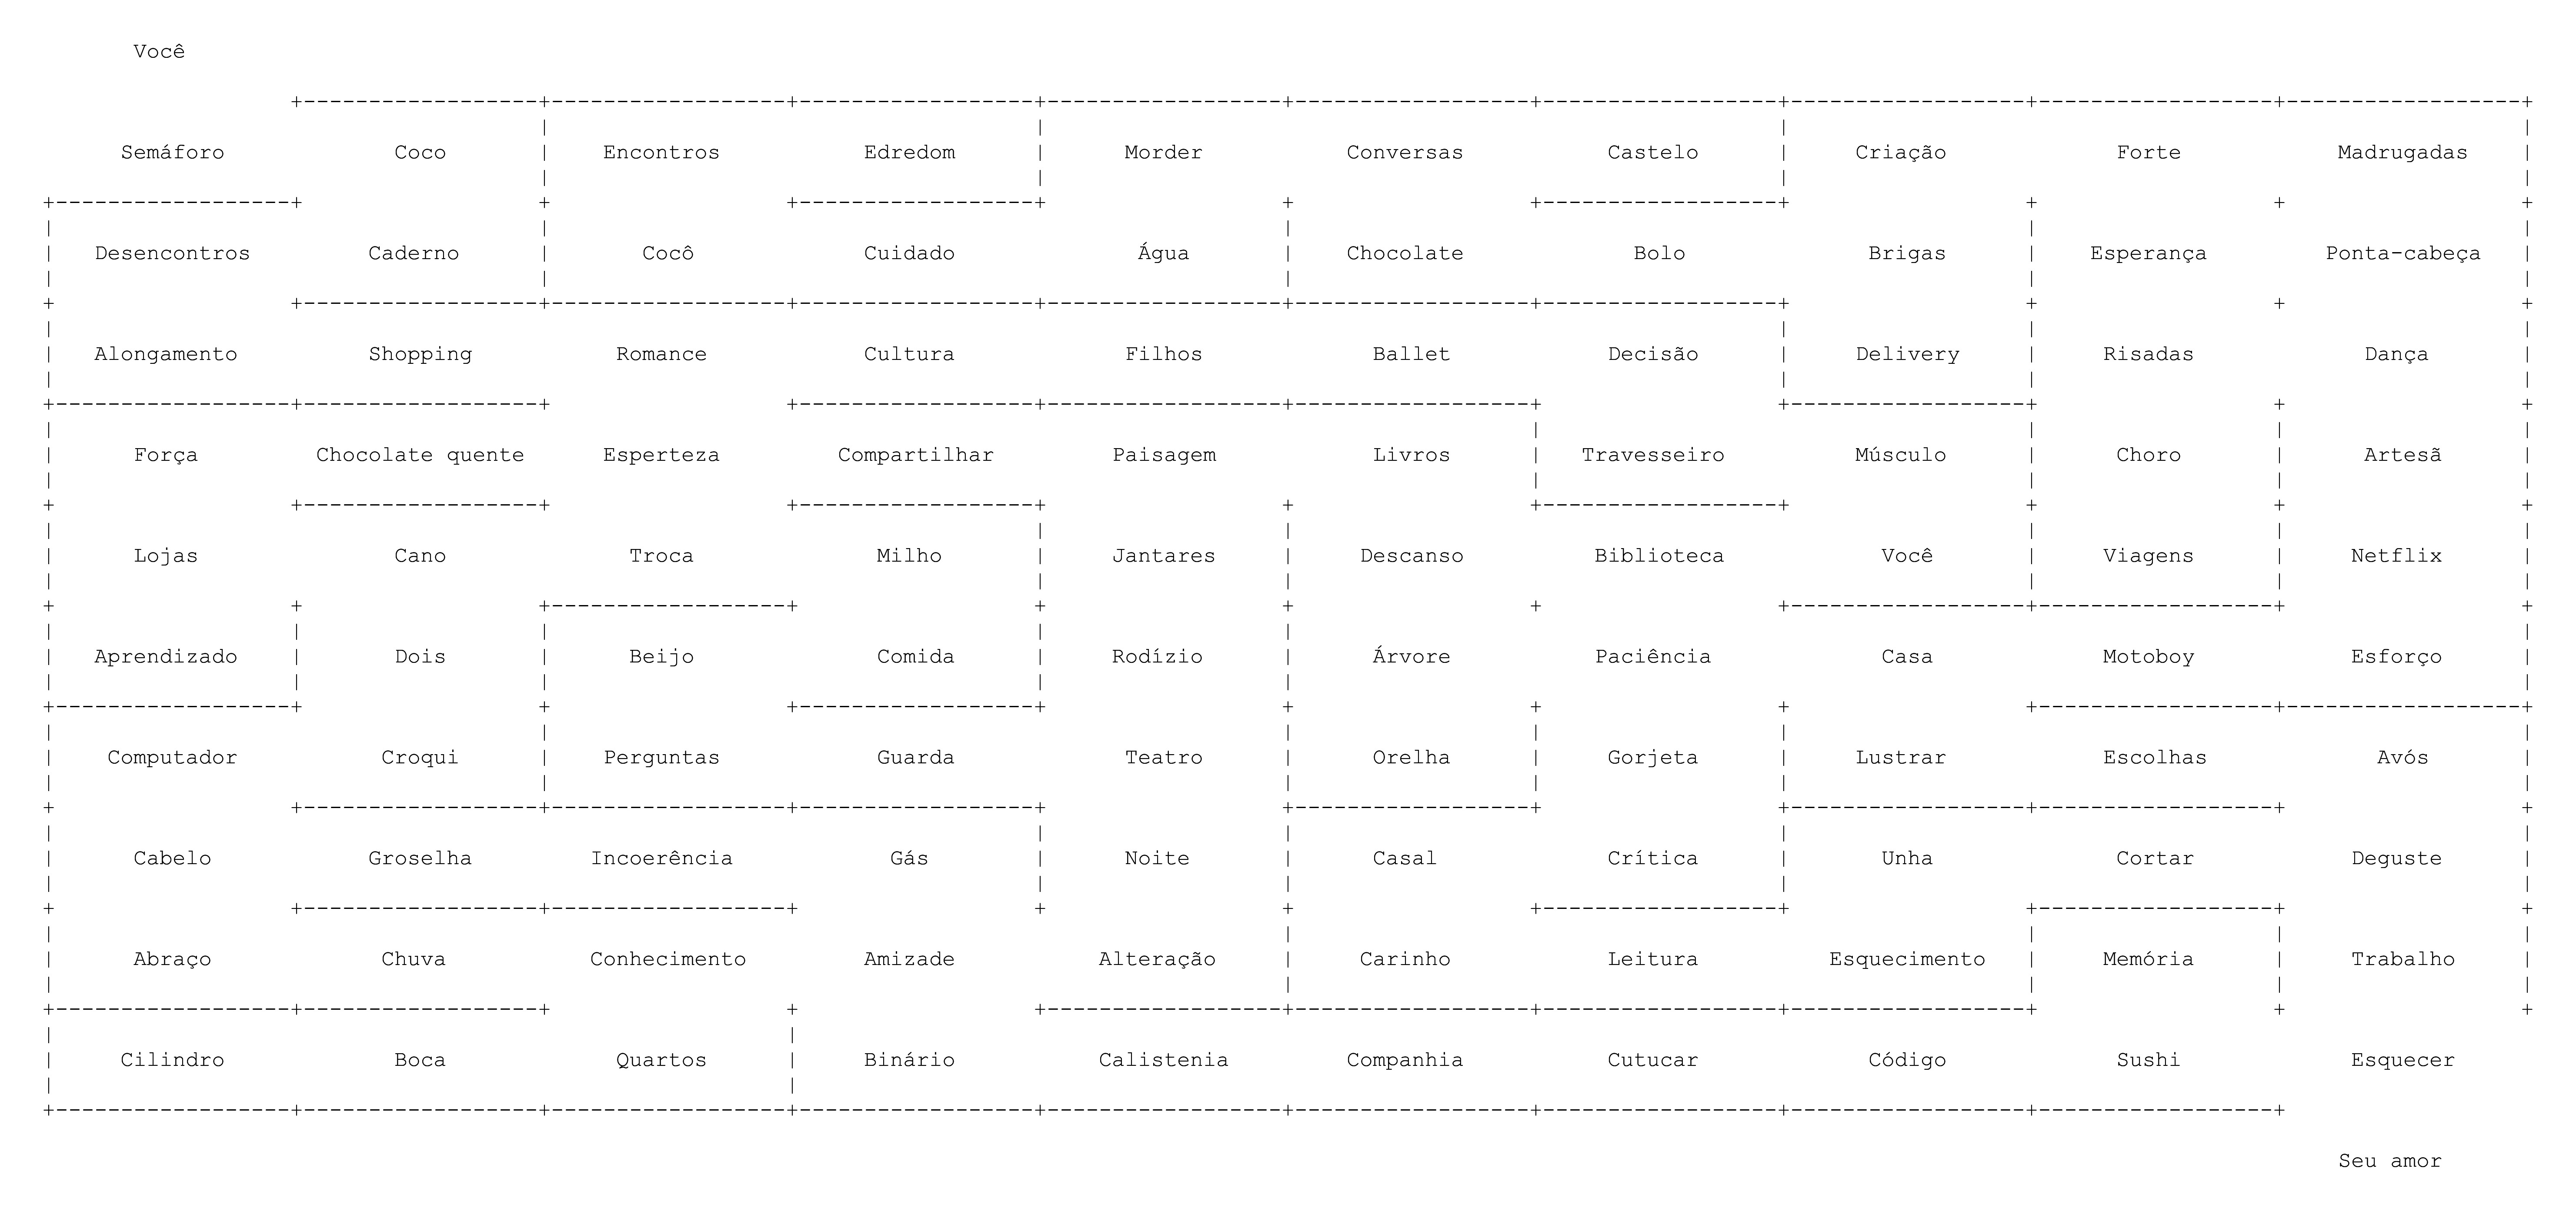 Você
Semáforo Coco Encontros Edredom Morder Conversas Castelo Criação Forte Madrugadas
Desencontros Caderno Cocô Cuidado Água Chocolate Bolo Brigas Esperança Ponta-cabeça
Alongamento Shopping Romance Cultura Filhos Ballet Decisão Delivery Risadas Dança
Força Chocolate quente Esperteza Compartilhar Paisagem Livros Travesseiro Músculo Choro Artesã
Lojas Cano Troca Milho Jantares Descanso Biblioteca Você Viagens Netflix
Aprendizado Dois Beijo Comida Rodízio Árvore Paciência Casa Motoboy Esforço
Computador Croqui Perguntas Guarda Teatro Orelha Gorjeta Lustrar Escolhas Avós
Cabelo Groselha Incoerência Gás Noite Casal Crítica Unha Cortar Deguste
Abraço Chuva Conhecimento Amizade Alteração Carinho Leitura Esquecimento Memória Trabalho
Cilindro Boca Quartos Binário Calistenia Companhia Cutucar Código Sushi Esquecer
Seu amor